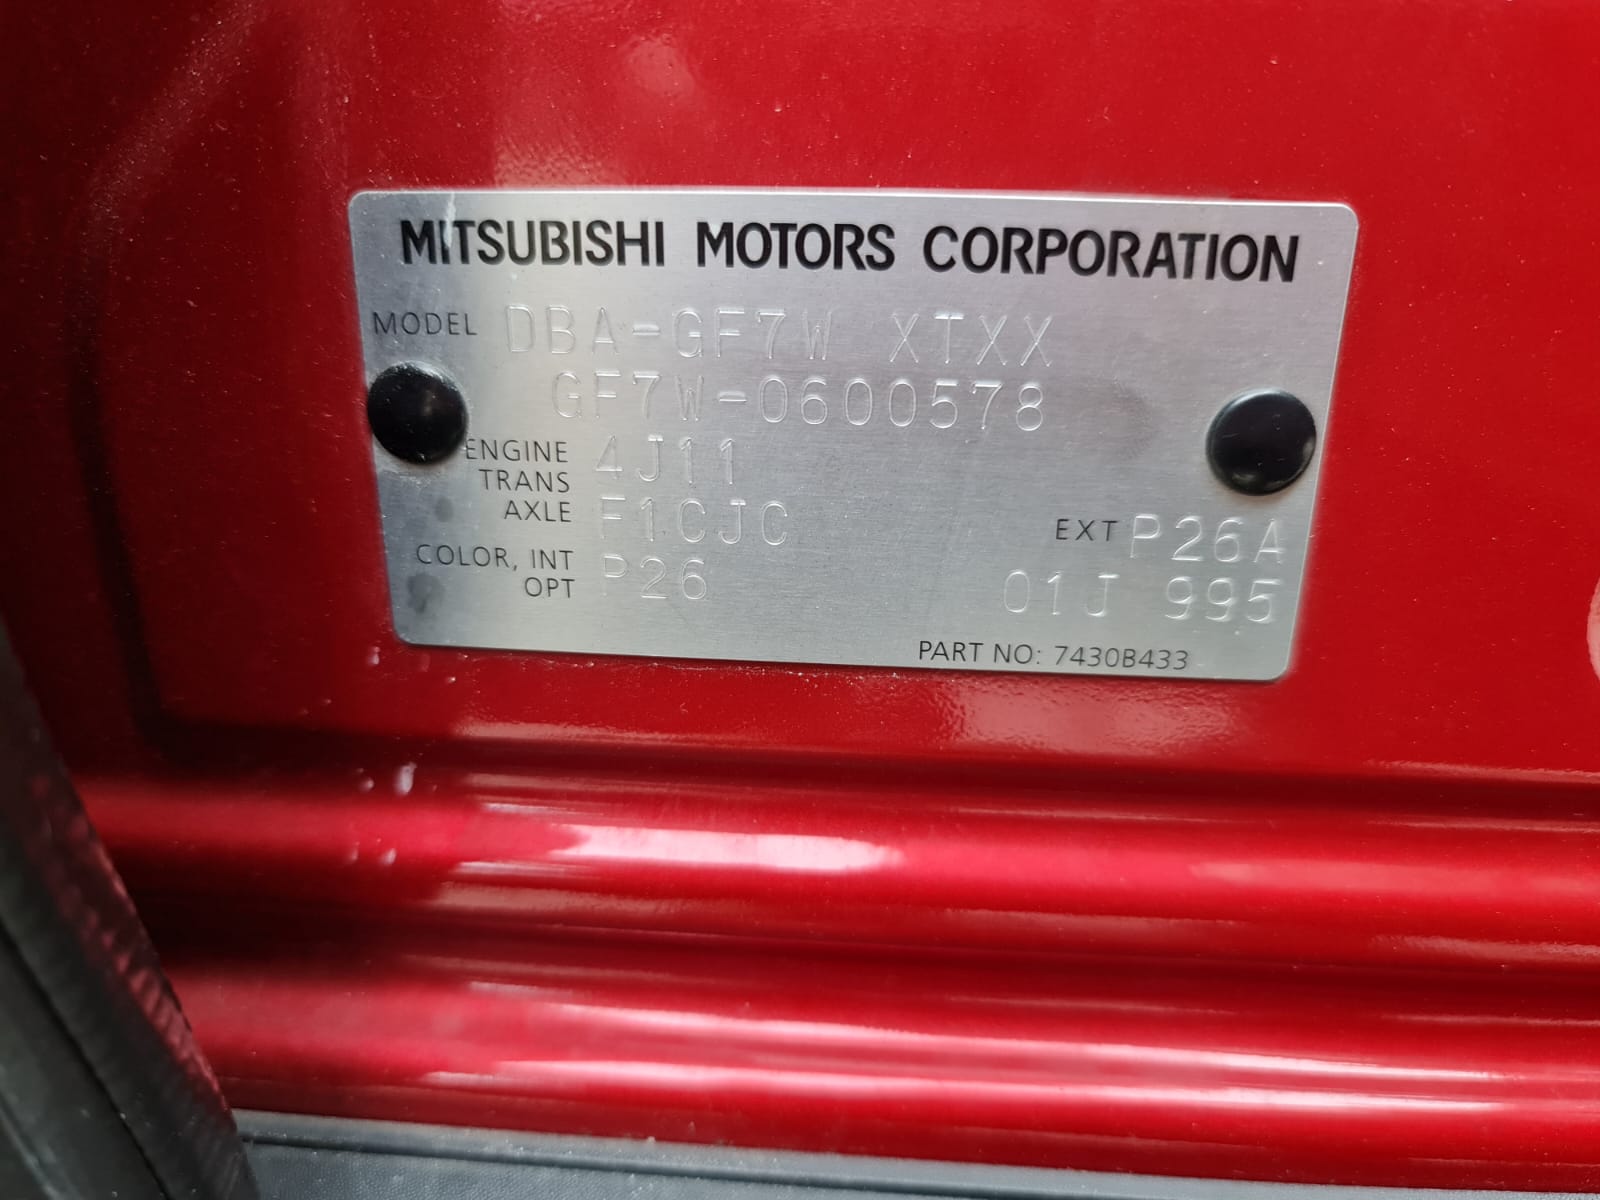 MITSUBISHI MOTORS CORPORATION
MODEL DBA-GF7W XTXX
GF7W-0600578
ENGINE 4J11
TRANS
AXLE F1CJC
EXT P26A
COLOR, INT
OPT P26 01J 995
PART NO: 7430B433